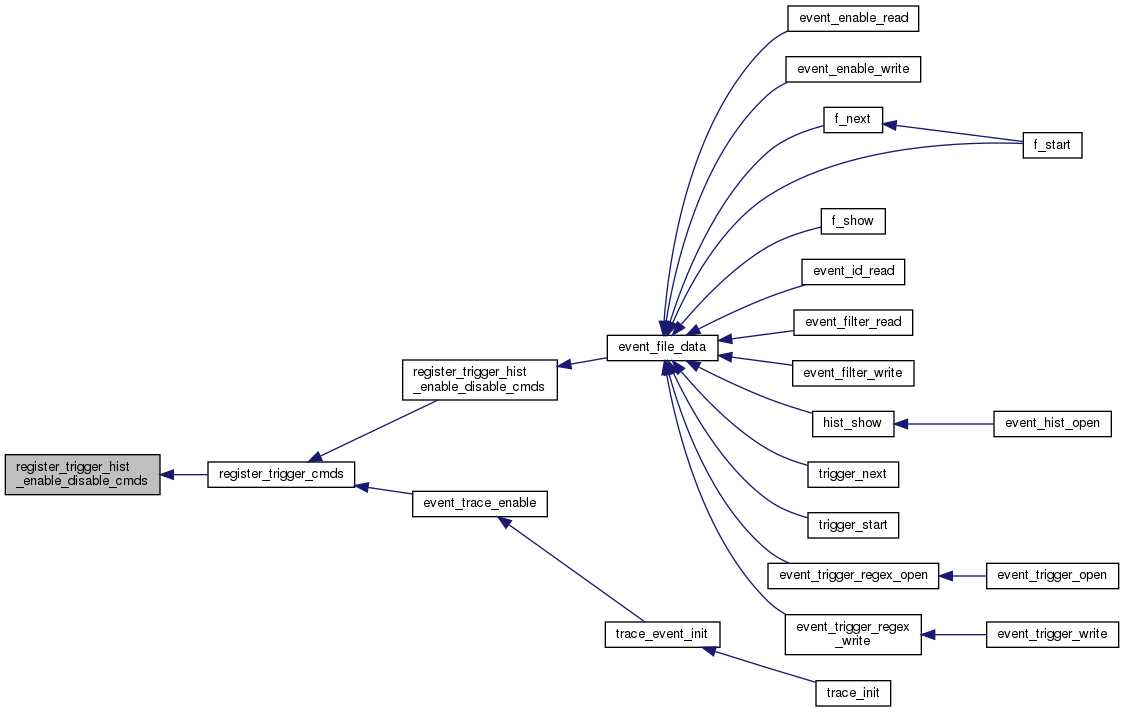 event_enable_read
event_enable_write
f_next
f_start
f_show
event_id_read
event_filter_read
event_file_data
event_filter_write
register_trigger_hist
_enable_disable_cmds
hist_show
event_hist_open
register_trigger_hist
_enable_disable_cmds
register_trigger_cmds
trigger_next
event_trace_enable
trigger_start
event_trigger_regex_open
event_trigger_open
event_trigger_regex
_write
trace_event_init
event_trigger_write
trace_init